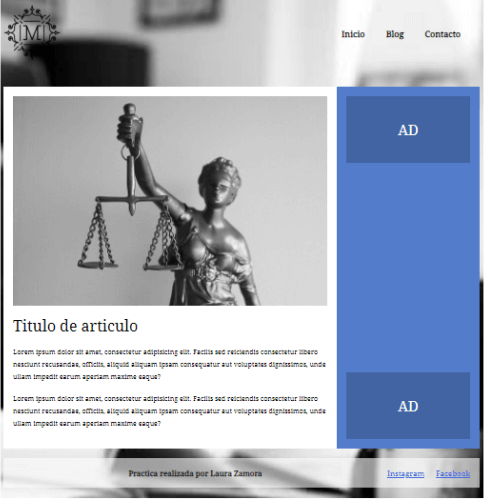 M
Inicio Blog Contacto
AD
Titulo de articulo
Lorem ipsum dolor sit amet, consectetur adipisicing elit. Facilis sed reiciendis consectetur libero
nesciunt recusandae, officiis, aliquid aliquam ipsam consequatur aut voluptates dignissimos, unde
ullam impedit earum aperiam maxime eaque?
Lorem ipsum dolor sit amet, consectetur adipisicing elit. Facilis sed reiciendis consectetur libero
nesciunt recusandae, officiis, aliquid aliquam ipsam consequatur aut voluptates dignissimos, unde
ullam impedit earum aperiam maxime eaque?
AD
Practica realizada por Laura Zamora
Instagram Facebook